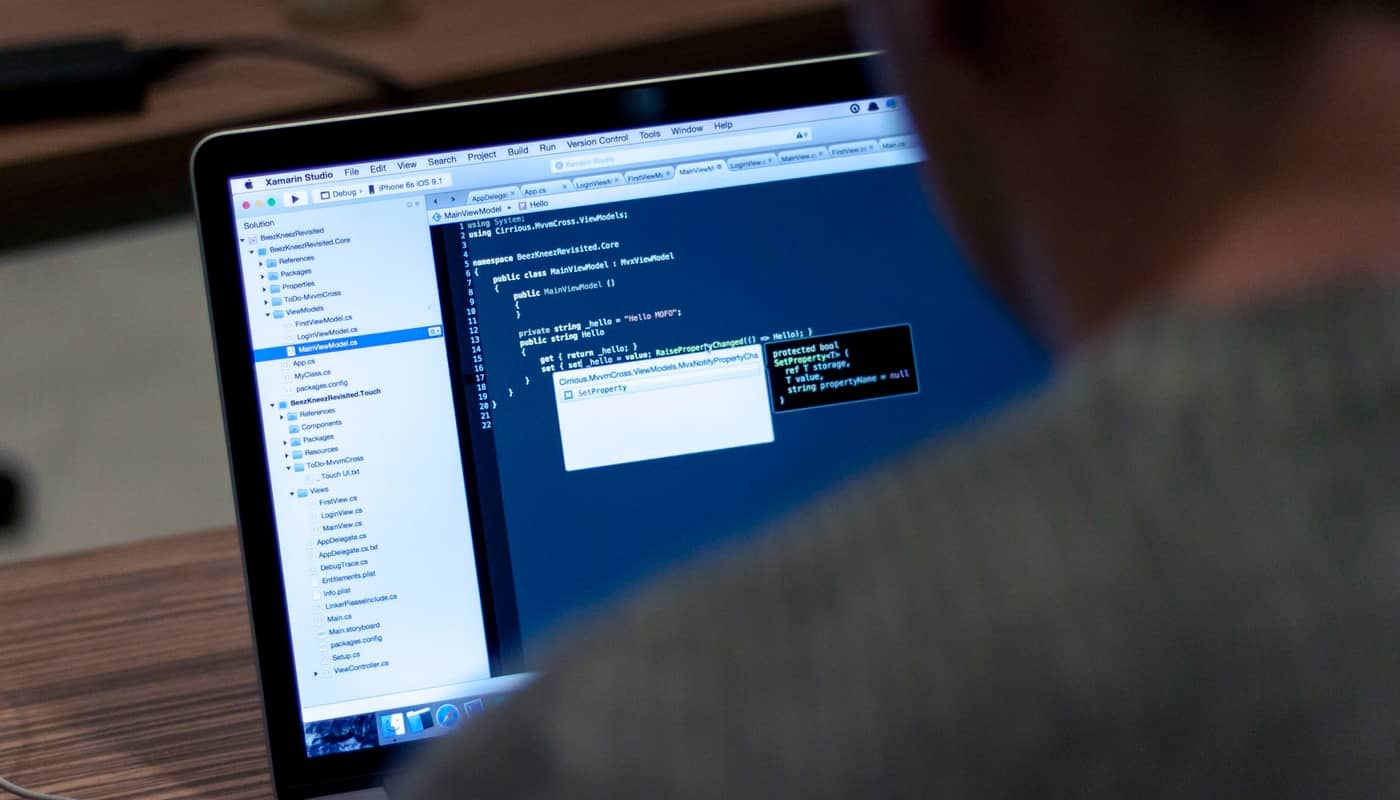 Xamarin Studio File Edit View Search Project Build Run Version Control Tools Window Help
Debug iPhone 6s iOS 9.1
Xamarin Studio
AppDelegat App.cs LoginViewM FirstViewMo MainViewM LoginView.c MainView.c FirstView.cs Main.cs
MainViewModel Hello
Solution
BeezKneezRevisited
BeezKneezRevisited.Core
References
Packages
Properties
ToDo-MvvmCross
ViewModels
FirstViewModel.cs
LoginViewModel.cs
MainViewModel.cs
App.cs
MyClass.cs
packages.config
BeezKneezRevisited.Touch
References
Components
Packages
Resources
ToDo-MvvmCross
_ Touch UI.txt
Views
FirstView.cs
LoginView.cs
MainView.cs
AppDelegate.cs
AppDelegate.cs.txt
DebugTrace.cs
Entitlements.plist
Info.plist
LinkerPleaseInclude.cs
Main.cs
Main.storyboard
packages.config
Setup.cs
ViewController.cs
1 using System;
2 using Cirrious.MvvmCross.ViewModels;
3
4
5 namespace BeezKneezRevisited.Core
6 {
7 public class MainViewModel : MvxViewModel
8 {
9 public MainViewModel ()
10 {
11 }
12
13 private string _hello = "Hello MOFO";
14 public string Hello
15 {
16 get { return _hello; }
17 set { set _hello = value; RaisePropertyChanged(() => Hello); }
18 }
19 }
20 }
21
22
Cirrious.MvvmCross.ViewModels.MvxNotifyPropertyCha
SetProperty
protected bool
SetProperty<T> (
ref T storage,
T value,
string propertyName = null
)